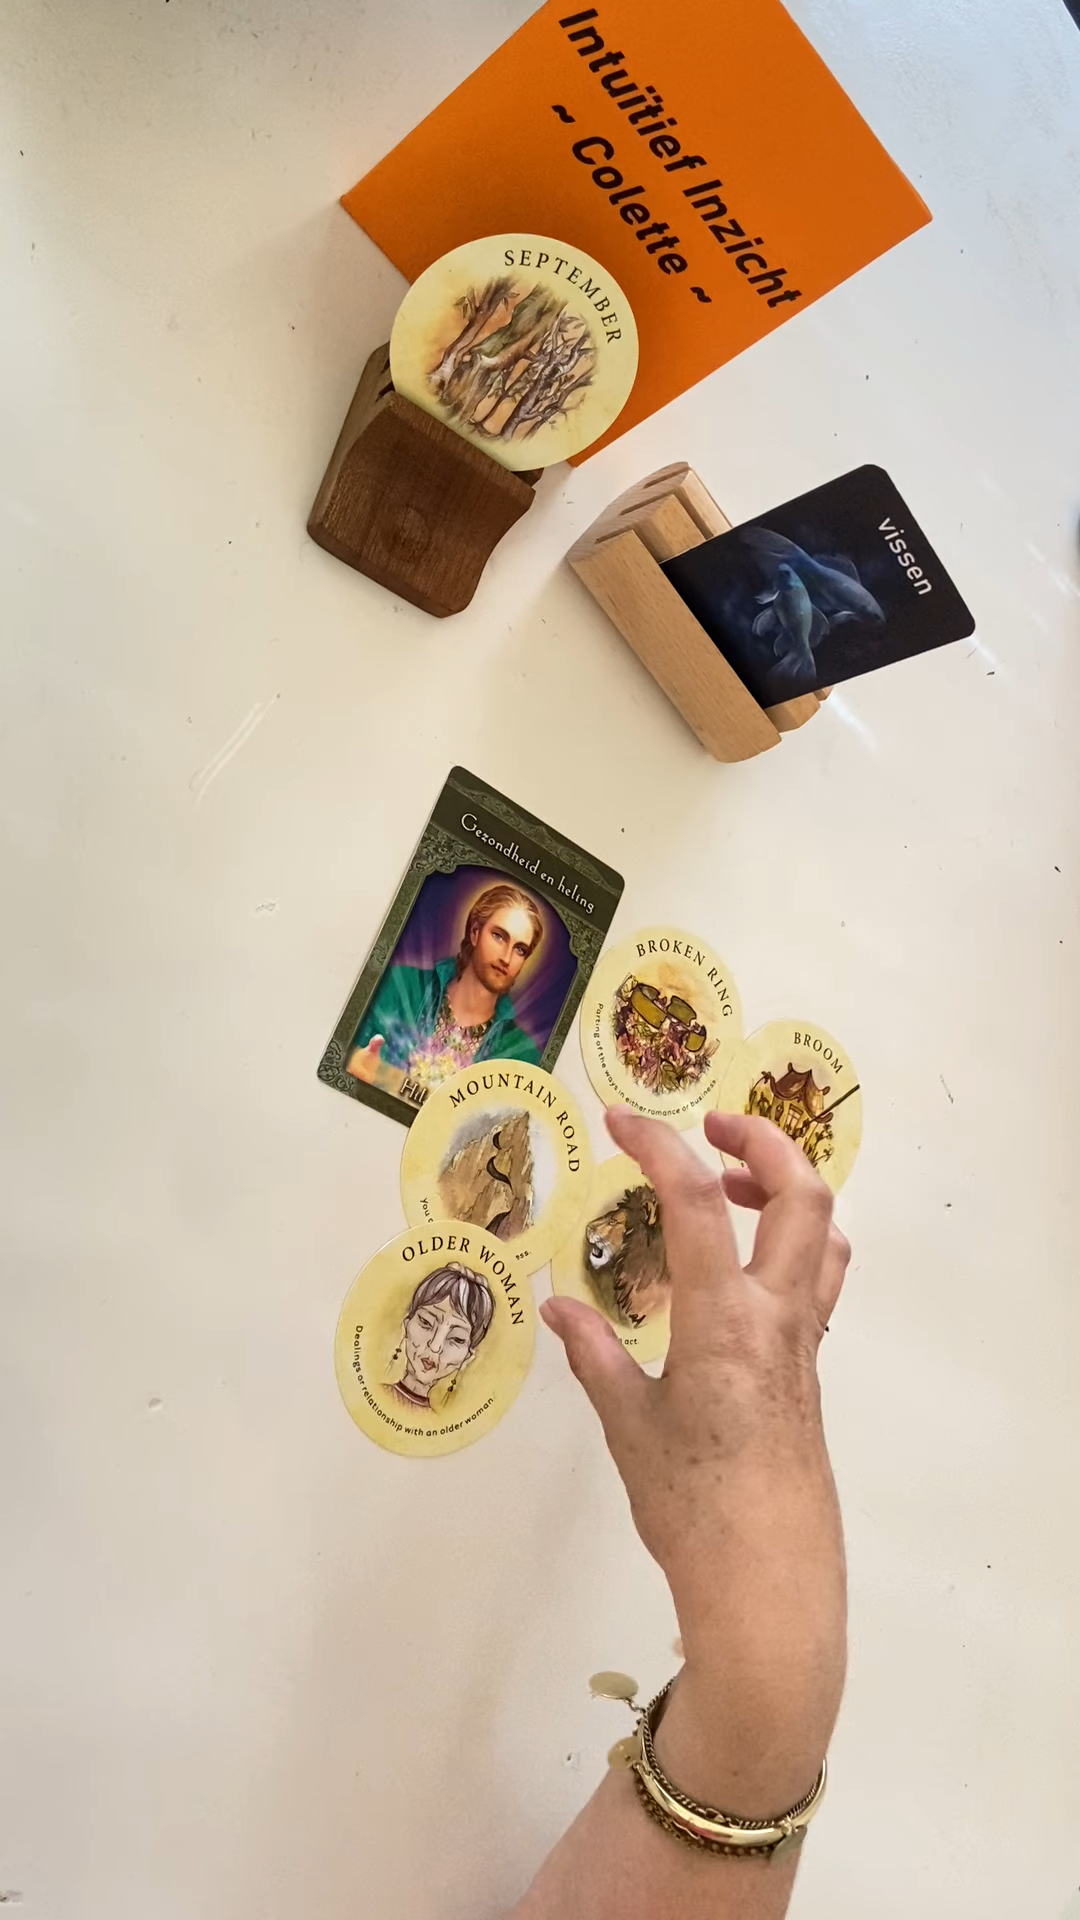 Intuïtief Inzicht
~ Colette ~
SEPTEMBER
vissen
Gezondheid en heling
BROKEN RING
Parting of the ways in either romance or business.
BROOM
MOUNTAIN ROAD
OLDER WOMAN
Dealings or relationship with an older woman.
act.